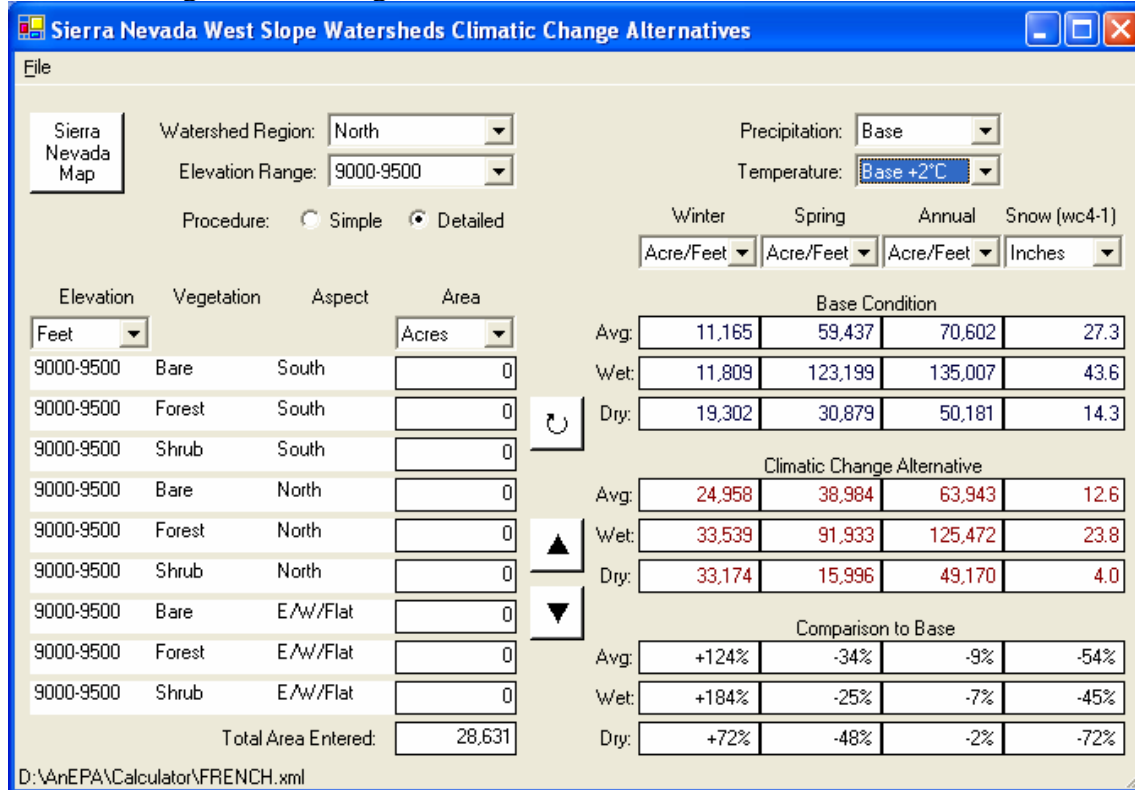 Sierra Nevada West Slope Watersheds Climatic Change Alternatives
File
Sierra Nevada Map
Watershed Region: North
Elevation Range: 9000-9500
Procedure: Simple Detailed
Precipitation: Base
Temperature: Base +2°C
Winter Spring Annual Snow (wc4-1)
Acre/Feet Acre/Feet Acre/Feet Inches
Elevation Vegetation Aspect Area
Feet Acres
9000-9500 Bare South 0
9000-9500 Forest South 0
9000-9500 Shrub South 0
9000-9500 Bare North 0
9000-9500 Forest North 0
9000-9500 Shrub North 0
9000-9500 Bare E/W/Flat 0
9000-9500 Forest E/W/Flat 0
9000-9500 Shrub E/W/Flat 0
Total Area Entered: 28,631
Base Condition
Avg: 11,165 59,437 70,602 27.3
Wet: 11,809 123,199 135,007 43.6
Dry: 19,302 30,879 50,181 14.3
Climatic Change Alternative
Avg: 24,958 38,984 63,943 12.6
Wet: 33,539 91,933 125,472 23.8
Dry: 33,174 15,996 49,170 4.0
Comparison to Base
Avg: +124% -34% -9% -54%
Wet: +184% -25% -7% -45%
Dry: +72% -48% -2% -72%
D:\AnEPA\Calculator\FRENCH.xml